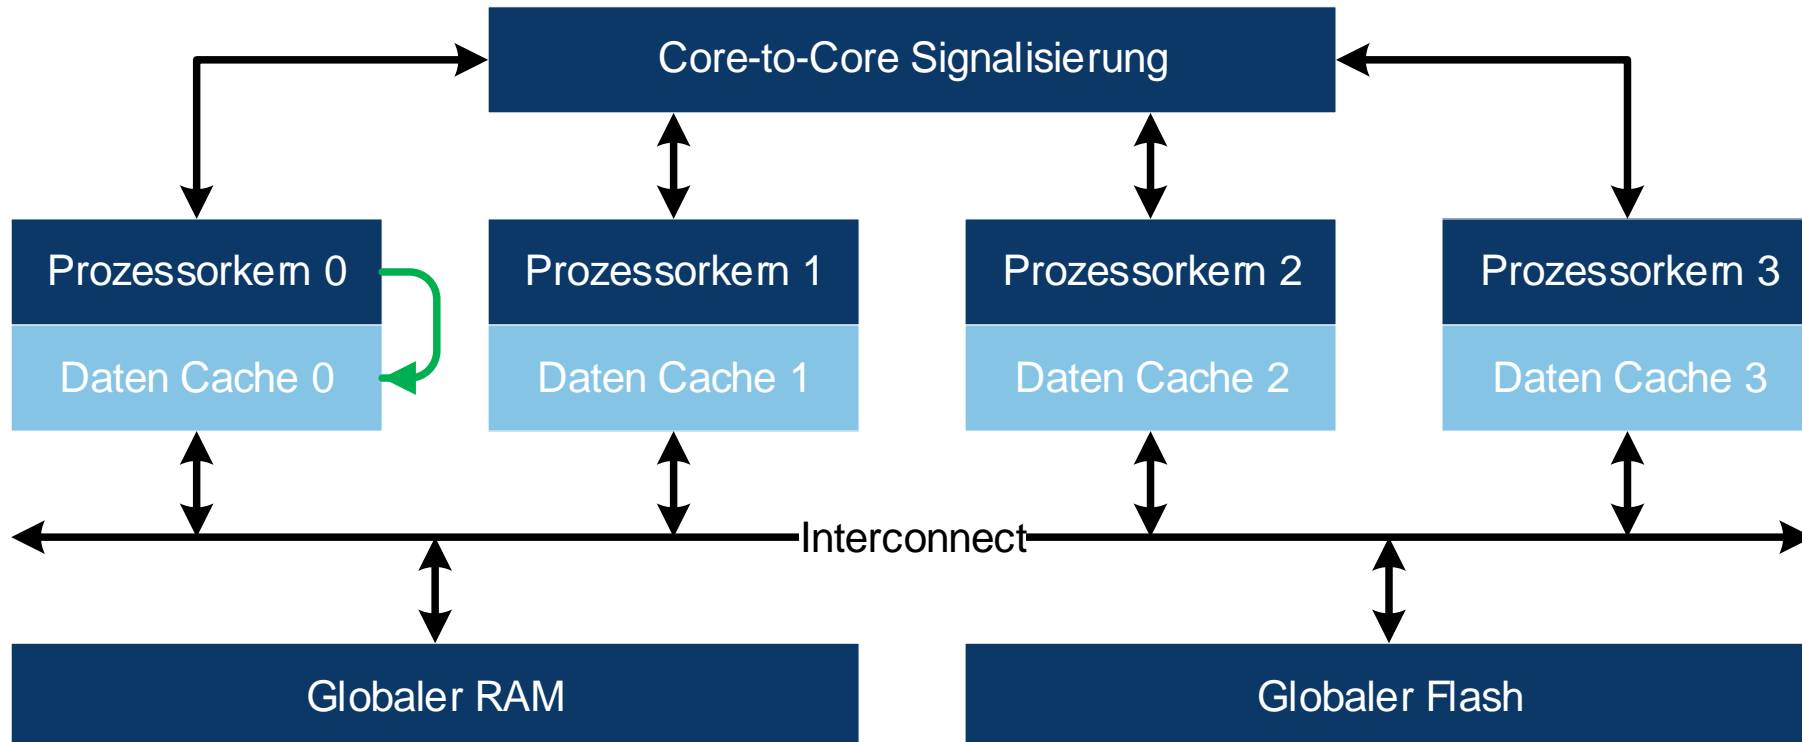 Core-to-Core Signalisierung
Prozessorkern 0
Prozessorkern 1
Prozessorkern 2
Prozessorkern 3
Daten Cache 0
Daten Cache 1
Daten Cache 2
Daten Cache 3
Interconnect
Globaler RAM
Globaler Flash